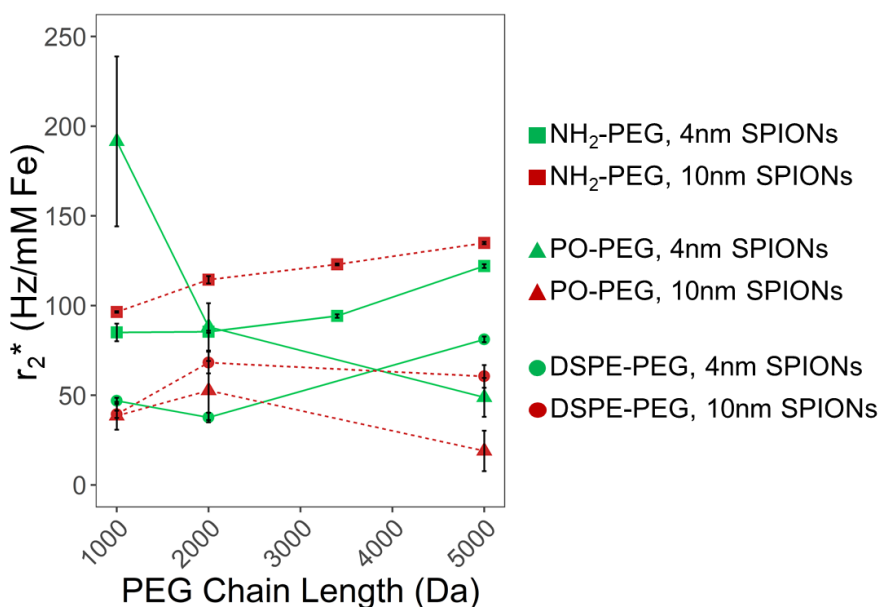 250
200
150
100
50
0
r₂* (Hz/mM Fe)
1000
2000
3000
4000
5000
PEG Chain Length (Da)
NH₂-PEG, 4nm SPIONs
NH₂-PEG, 10nm SPIONs
PO-PEG, 4nm SPIONs
PO-PEG, 10nm SPIONs
DSPE-PEG, 4nm SPIONs
DSPE-PEG, 10nm SPIONs